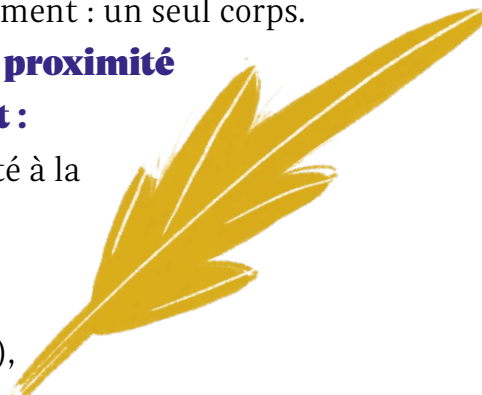 ment : un seul corps.
proximité
t :
té à la
),